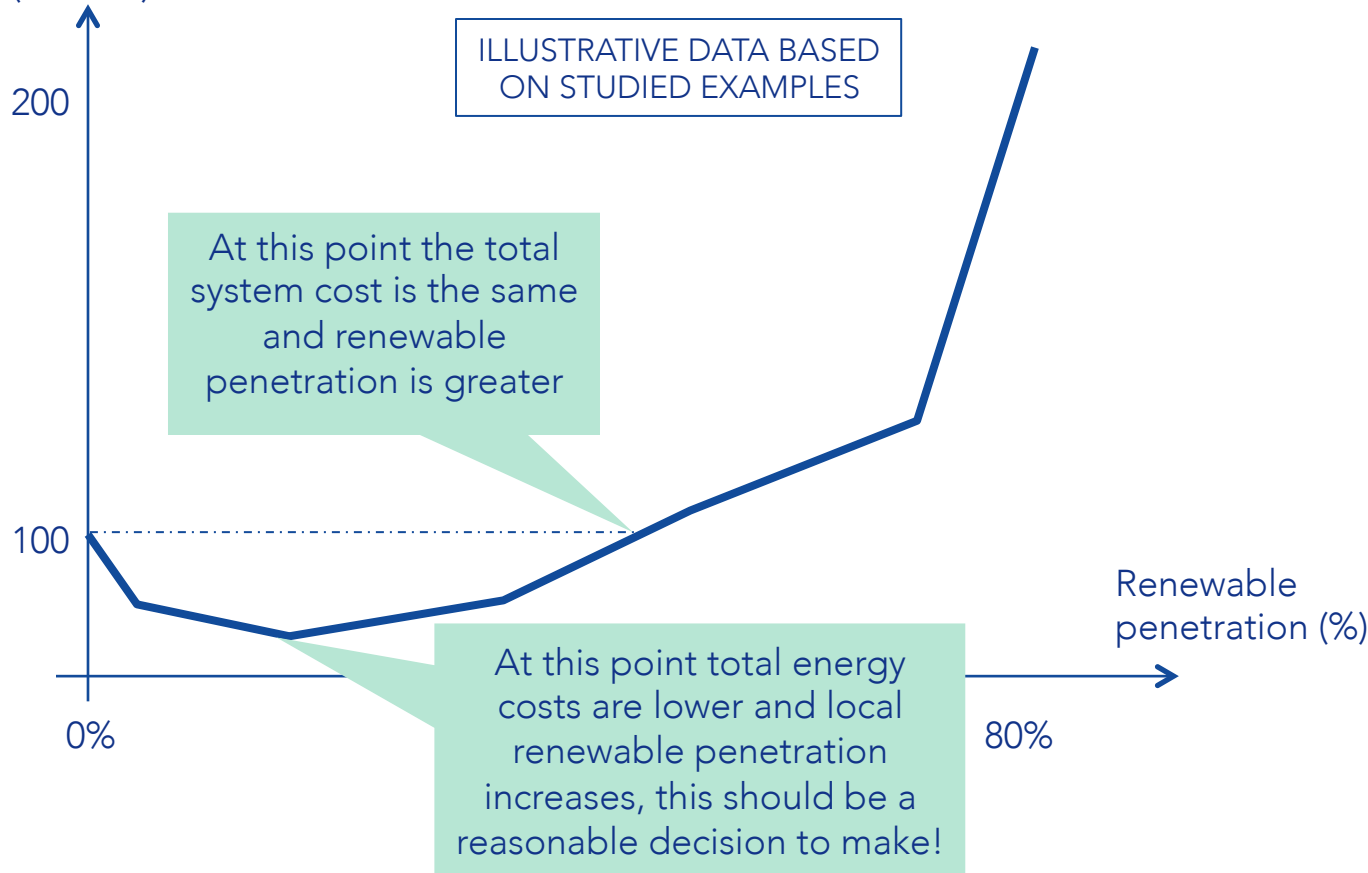 ILLUSTRATIVE DATA BASED
ON STUDIED EXAMPLES
200
At this point the total
system cost is the same
and renewable
penetration is greater
100
Renewable
penetration (%)
At this point total energy
costs are lower and local
renewable penetration
increases, this should be a
reasonable decision to make!
0%
80%